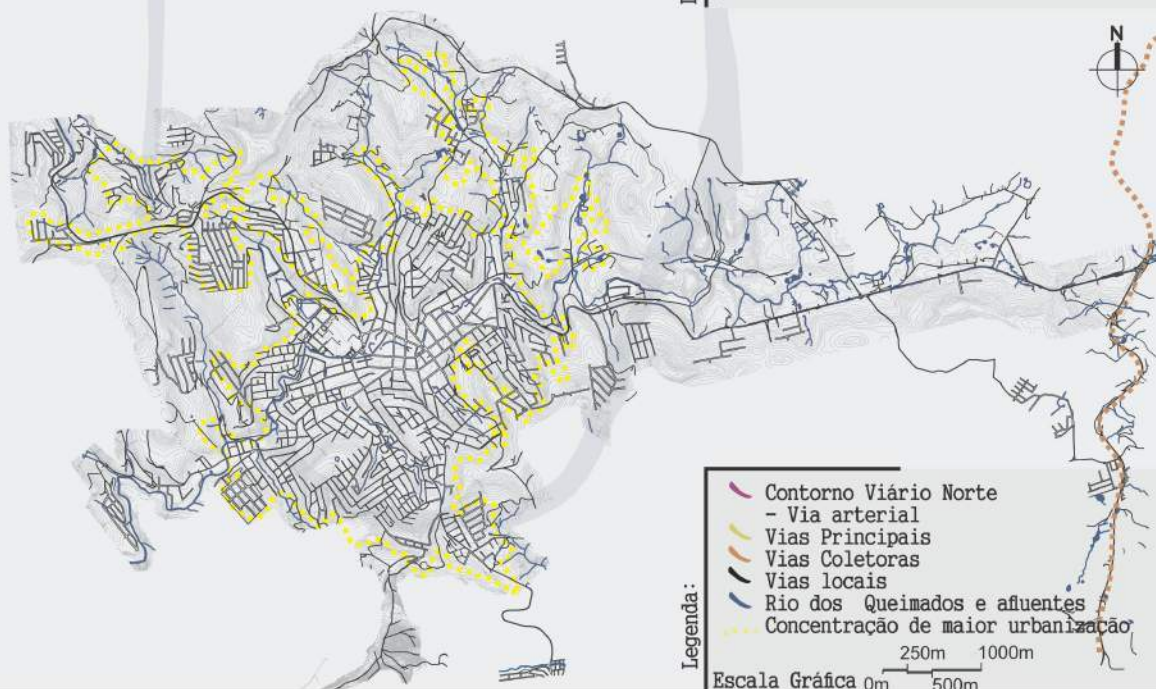 N
Legenda:
Contorno Viário Norte
- Via arterial
Vias Principais
Vias Coletoras
Vias locais
Rio dos Queimados e afluentes
Concentração de maior urbanização
250m 1000m
Escala Gráfica 0m 500m